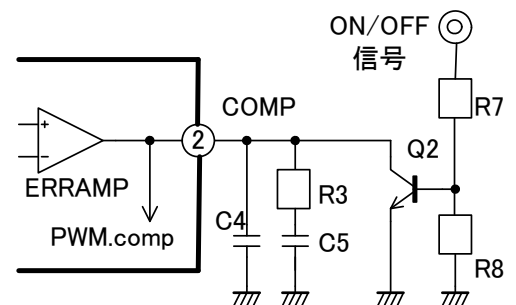 ON/OFF
信号
R7
COMP
2
Q2
+
−
ERRAMP
R3
C4
PWM.comp
C5
R8